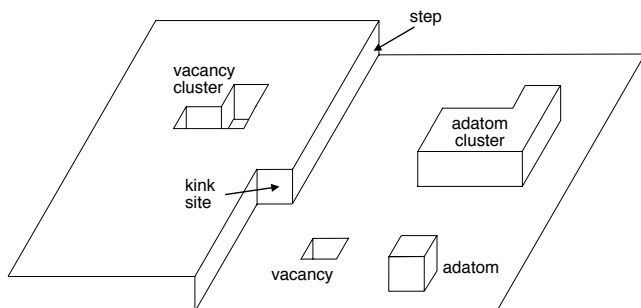 step
vacancy
cluster
adatom
cluster
kink
site
vacancy
adatom